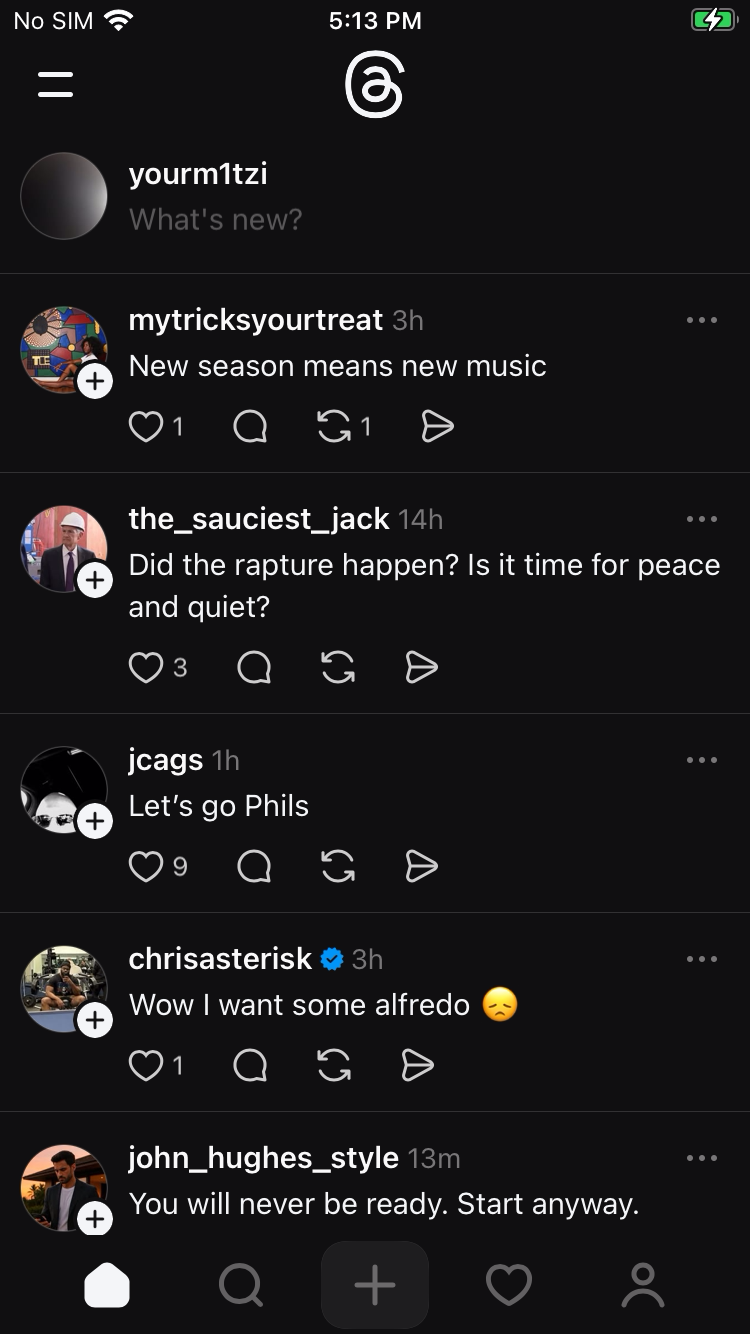 No SIM 5:13 PM
yourm1tzi
What's new?
mytricksyourtreat 3h
New season means new music
1 1
the_sauciest_jack 14h
Did the rapture happen? Is it time for peace
and quiet?
3
jcags 1h
Let’s go Phils
9
chrisasterisk 3h
Wow I want some alfredo 😞
1
john_hughes_style 13m
You will never be ready. Start anyway.